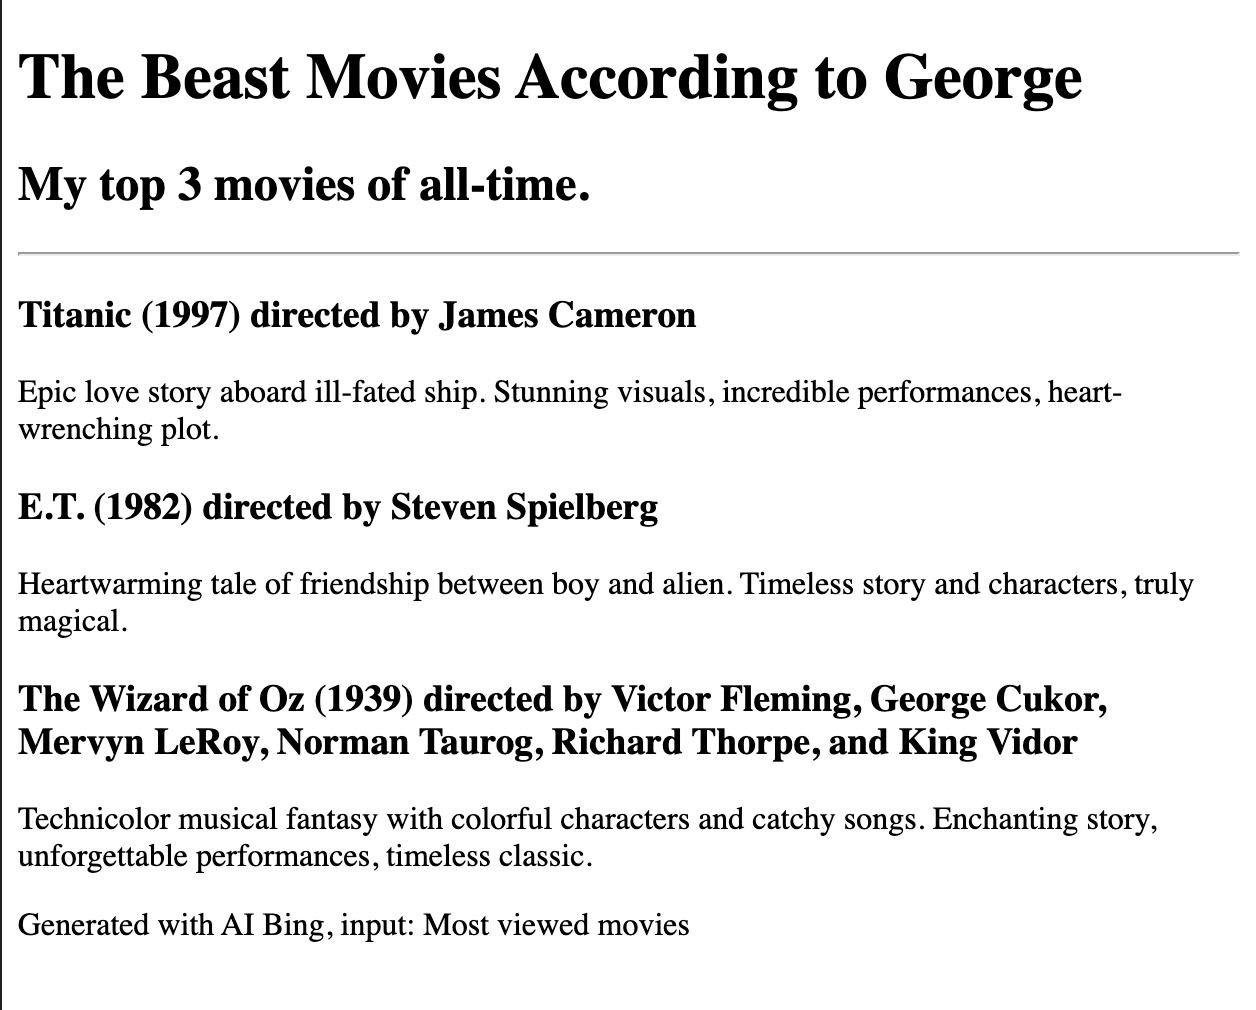 The Beast Movies According to George
My top 3 movies of all-time.
Titanic (1997) directed by James Cameron
Epic love story aboard ill-fated ship. Stunning visuals, incredible performances, heart-
wrenching plot.
E.T. (1982) directed by Steven Spielberg
Heartwarming tale of friendship between boy and alien. Timeless story and characters, truly
magical.
The Wizard of Oz (1939) directed by Victor Fleming, George Cukor,
Mervyn LeRoy, Norman Taurog, Richard Thorpe, and King Vidor
Technicolor musical fantasy with colorful characters and catchy songs. Enchanting story,
unforgettable performances, timeless classic.
Generated with AI Bing, input: Most viewed movies